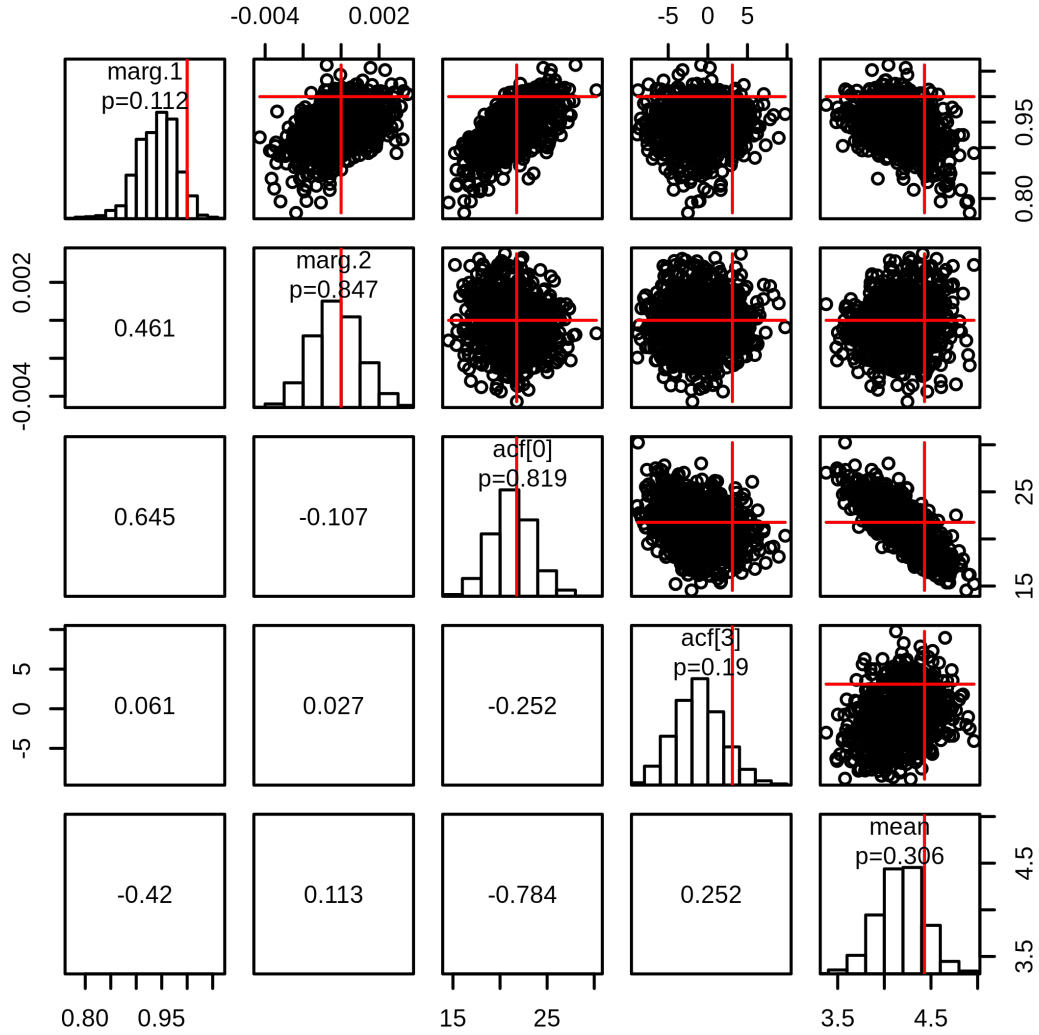 -0.004 0.002 -5 0 5
marg.1
p=0.112
0.80 0.95
-0.004 0.002
0.461
marg.2
p=0.847
0.645
-0.107
acf[0]
p=0.819
15 25
-5 0 5
0.061
0.027
-0.252
acf[3]
p=0.19
-0.42
0.113
-0.784
0.252
mean
p=0.306
3.5 4.5
0.80 0.95 15 25 3.5 4.5